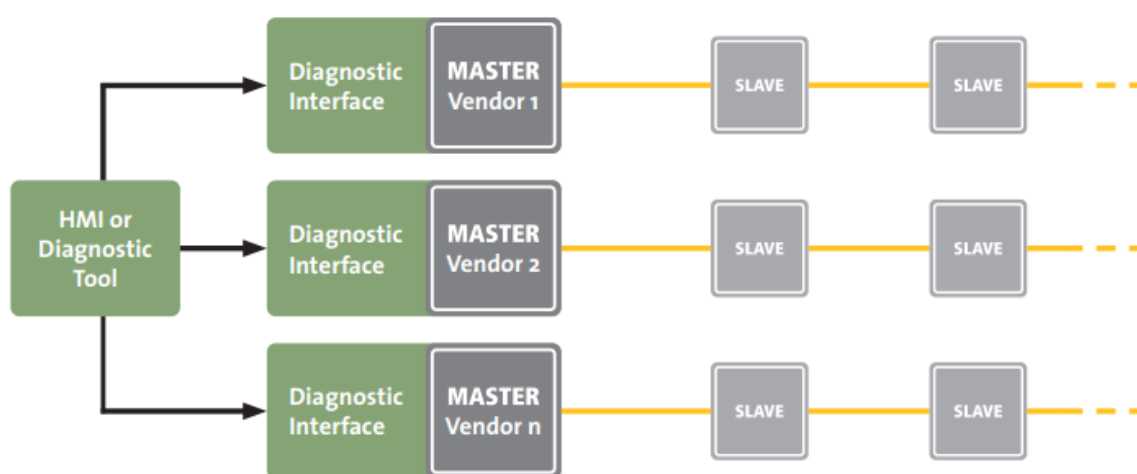 Diagnostic
Interface
MASTER
Vendor 1
SLAVE
SLAVE
HMI or
Diagnostic
Tool
Diagnostic
Interface
MASTER
Vendor 2
SLAVE
SLAVE
Diagnostic
Interface
MASTER
Vendor n
SLAVE
SLAVE